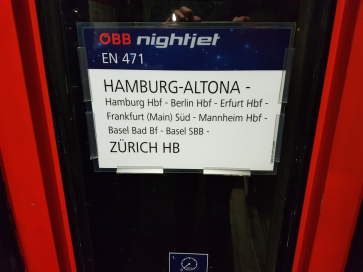 ÖBB nightjet
EN 471
HAMBURG-ALTONA -
Hamburg Hbf - Berlin Hbf - Erfurt Hbf -
Frankfurt (Main) Süd - Mannheim Hbf -
Basel Bad Bf - Basel SBB -
ZÜRICH HB